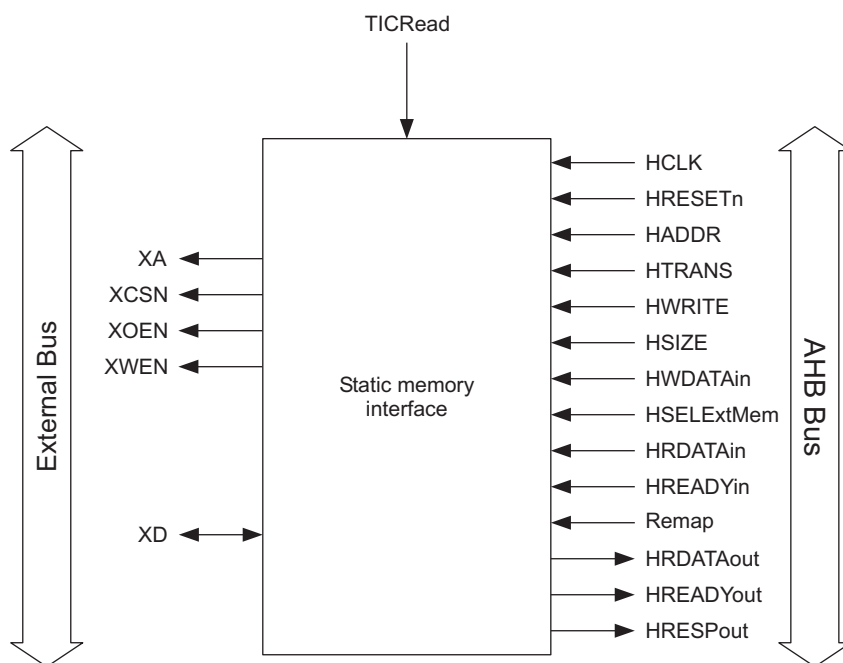 TICRead
External Bus
XA
XCSN
XOEN
XWEN
XD
Static memory
interface
HCLK
HRESETn
HADDR
HTRANS
HWRITE
HSIZE
HWDATAin
HSELExtMem
HRDATAin
HREADYin
Remap
HRDATAout
HREADYout
HRESPout
AHB Bus